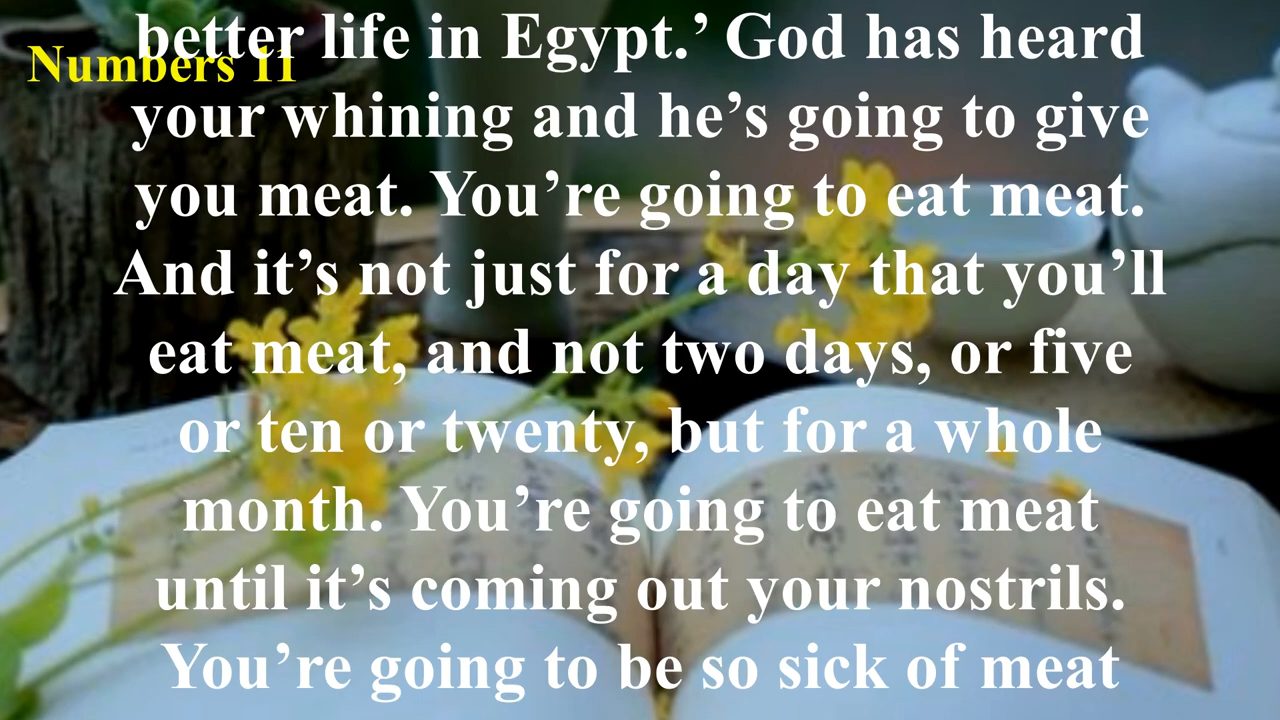 Numbers 11
better life in Egypt.’ God has heard
your whining and he’s going to give
you meat. You’re going to eat meat.
And it’s not just for a day that you’ll
eat meat, and not two days, or five
or ten or twenty, but for a whole
month. You’re going to eat meat
until it’s coming out your nostrils.
You’re going to be so sick of meat